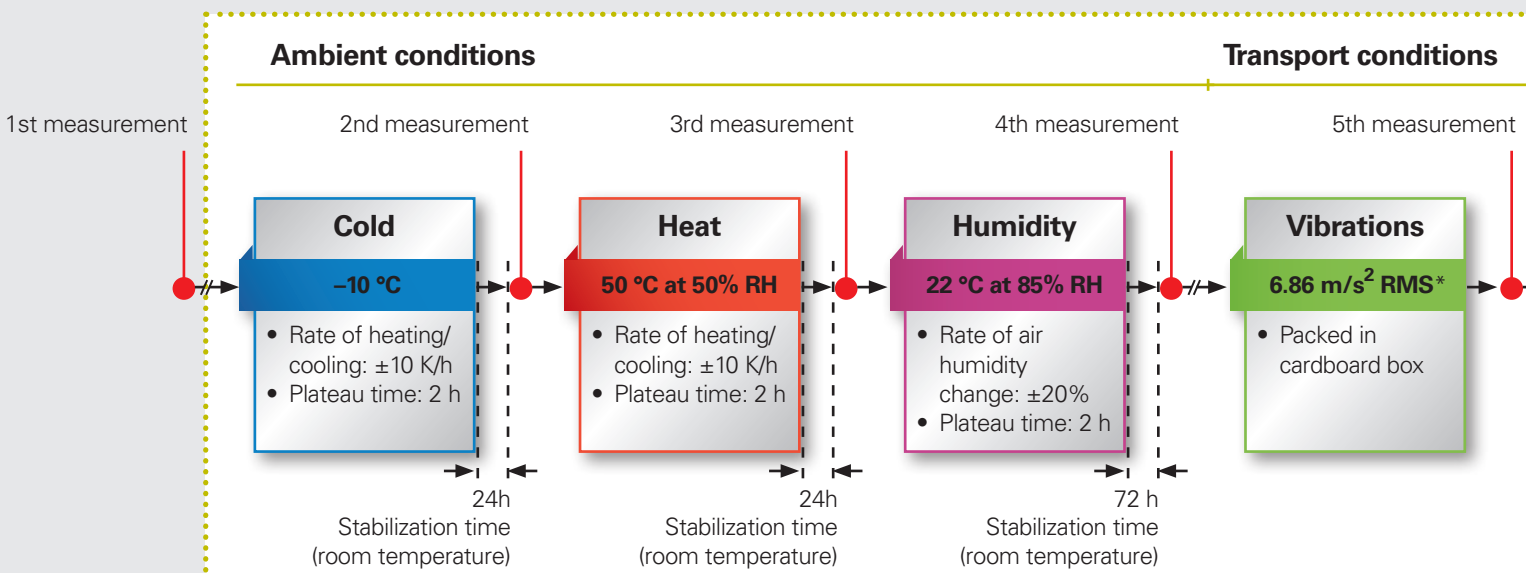 Ambient conditions
Transport conditions
1st measurement
2nd measurement
3rd measurement
4th measurement
5th measurement
Cold
–10 °C
• Rate of heating/
cooling: ±10 K/h
• Plateau time: 2 h
24h
Stabilization time
(room temperature)
Heat
50 °C at 50% RH
• Rate of heating/
cooling: ±10 K/h
• Plateau time: 2 h
24h
Stabilization time
(room temperature)
Humidity
22 °C at 85% RH
• Rate of air
humidity
change: ±20%
• Plateau time: 2 h
72 h
Stabilization time
(room temperature)
Vibrations
6.86 m/s² RMS*
• Packed in
cardboard box